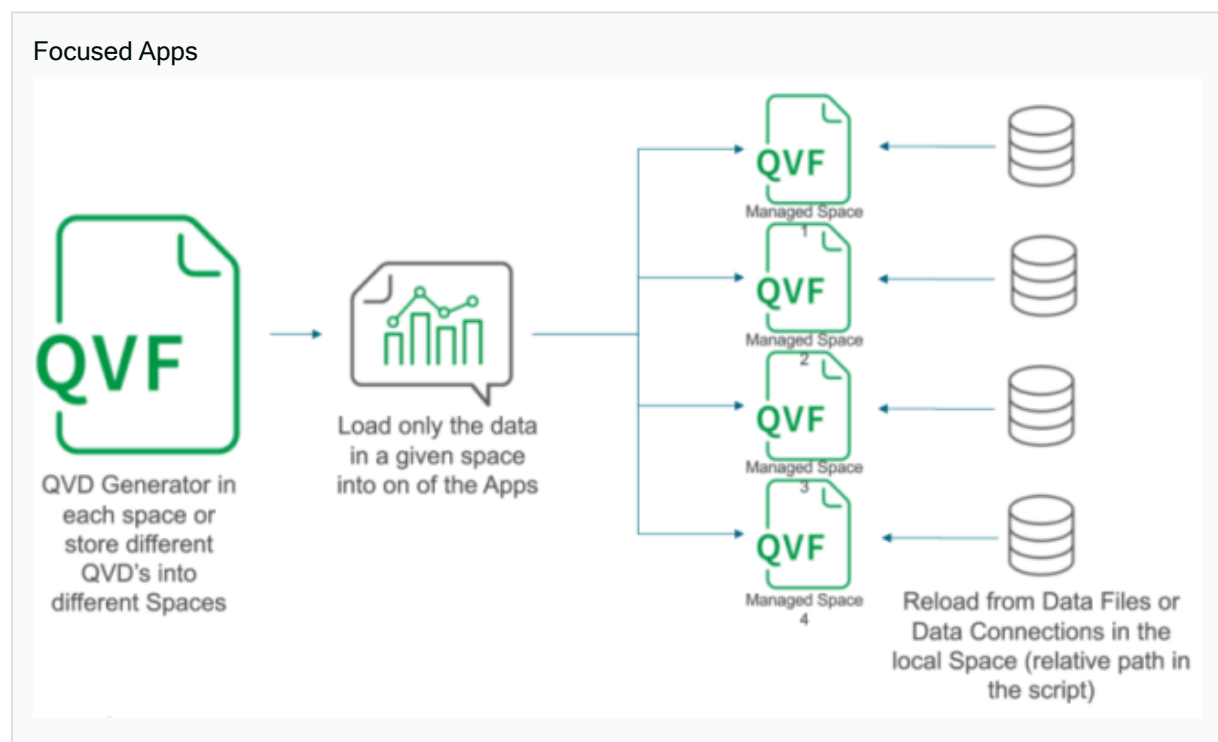 Focused Apps
QVF
QVD Generator in
each space or
store different
QVD's into
different Spaces
Load only the data
in a given space
into on of the Apps
QVF
Managed Space
1
QVF
Managed Space
2
QVF
Managed Space
3
QVF
Managed Space
4
Reload from Data Files or
Data Connections in the
local Space (relative path in
the script)